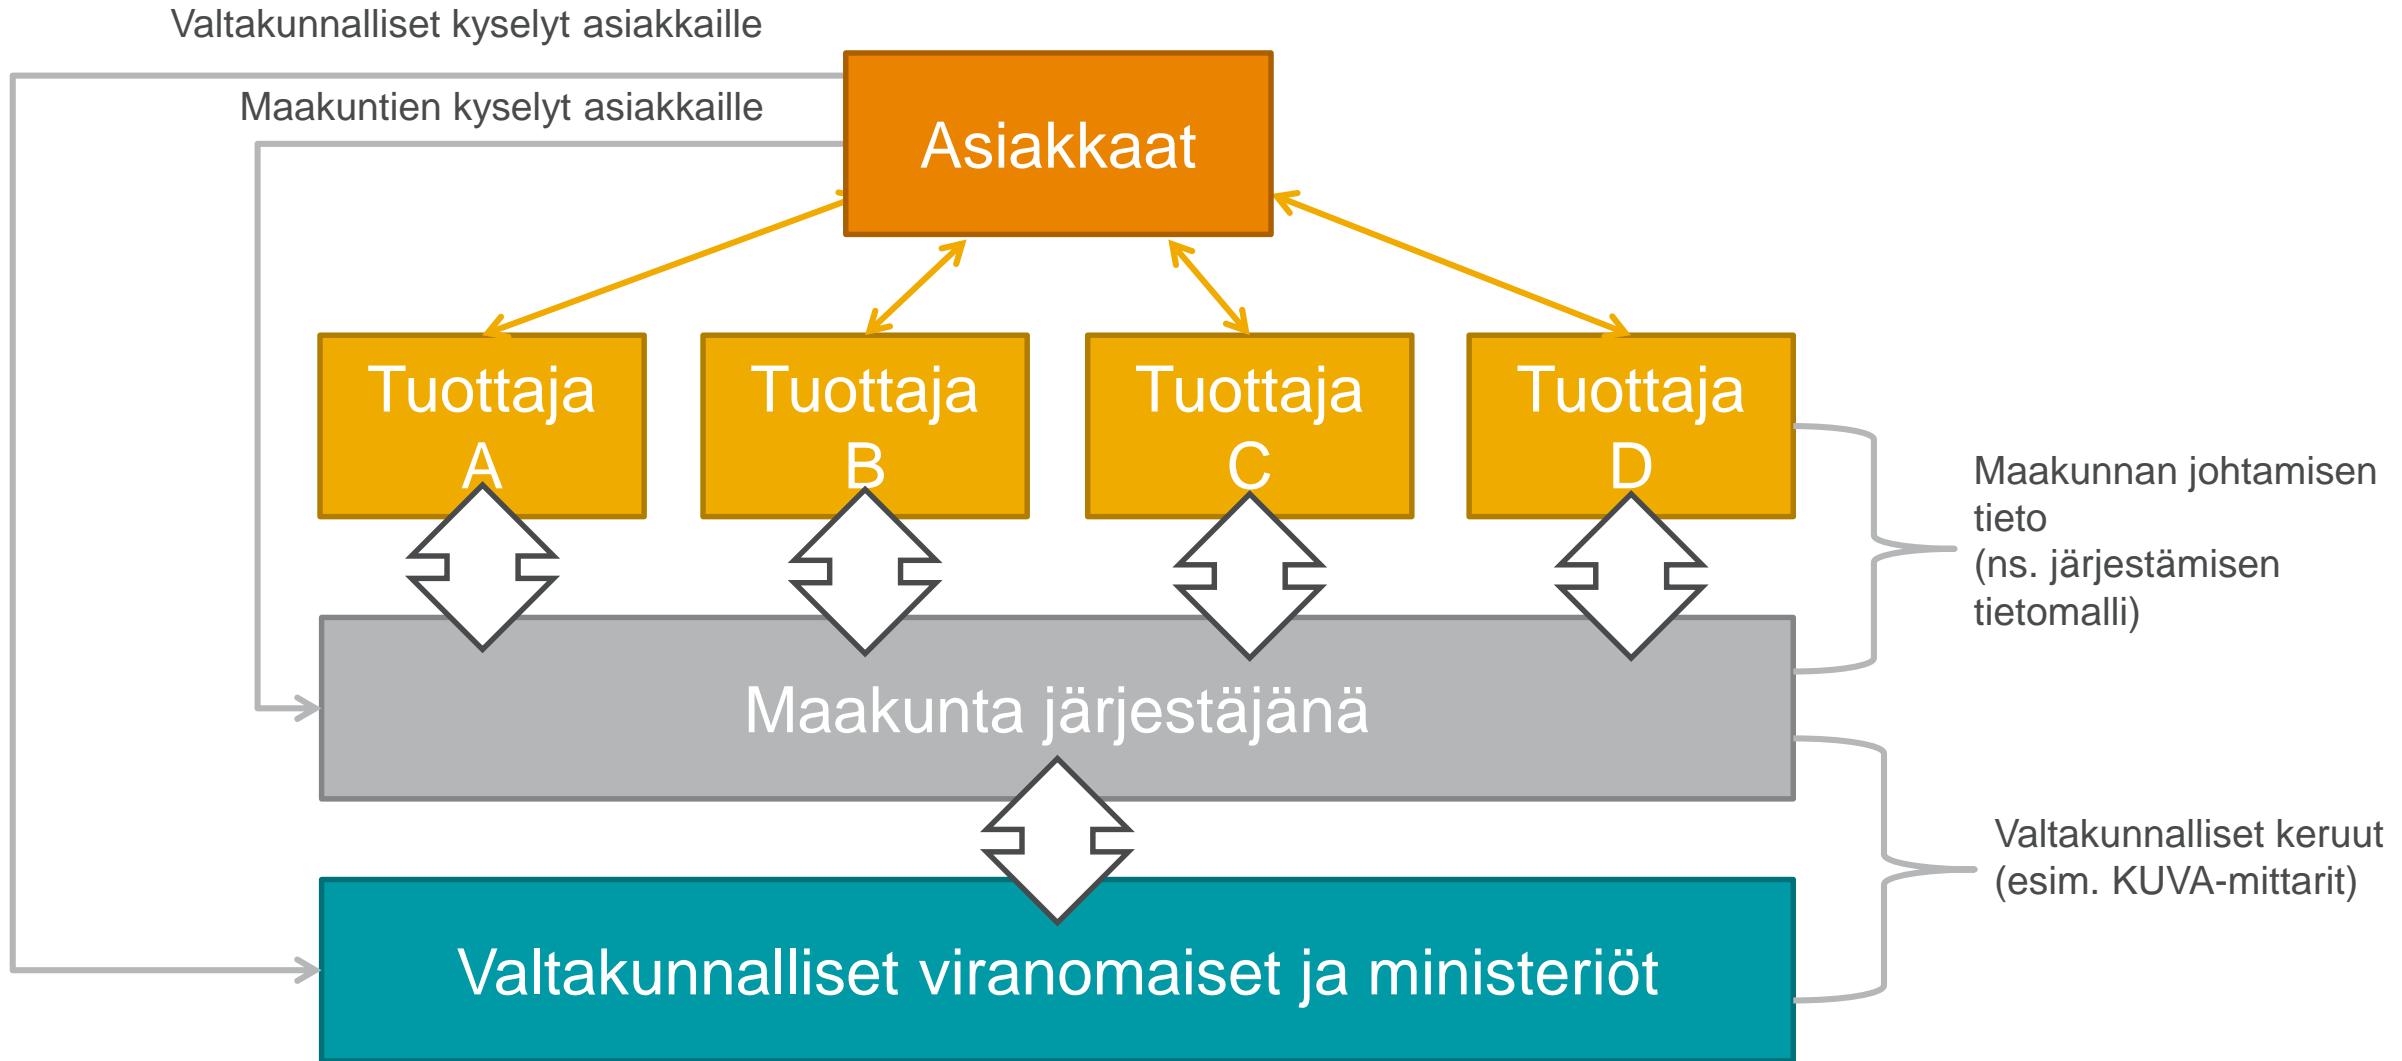 Valtakunnalliset kyselyt asiakkaille
Maakuntien kyselyt asiakkaille
Asiakkaat
Tuottaja
A
Tuottaja
B
Tuottaja
C
Tuottaja
D
Maakunnan johtamisen
tieto
(ns. järjestämisen
tietomalli)
Maakunta järjestäjänä
Valtakunnalliset keruut
(esim. KUVA-mittarit)
Valtakunnalliset viranomaiset ja ministeriöt